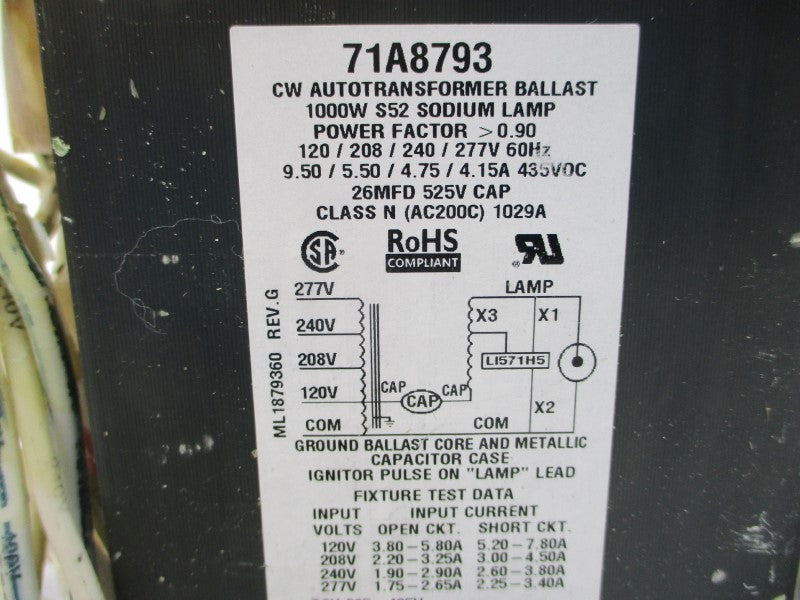 71A8793
CW AUTOTRANSFORMER BALLAST
1000W S52 SODIUM LAMP
POWER FACTOR > 0.90
120 / 208 / 240 / 277V 60Hz
9.50 / 5.50 / 4.75 / 4.15A 435VOC
26MFD 525V CAP
CLASS N (AC200C) 1029A
SA
RoHS
COMPLIANT
ML1879360 REV.G
277V
LAMP
X3
X1
240V
208V
LI571H5
120V
CAP
CAP
CAP
X2
COM
COM
GROUND BALLAST CORE AND METALLIC
CAPACITOR CASE
IGNITOR PULSE ON "LAMP" LEAD
FIXTURE TEST DATA
INPUT INPUT CURRENT
VOLTS OPEN CKT. SHORT CKT.
120V 3.80 - 5.80A 5.20 - 7.80A
208V 2.20 - 3.25A 3.00 - 4.50A
240V 1.90 - 2.90A 2.60 - 3.80A
277V 1.75 - 2.65A 2.25 - 3.40A